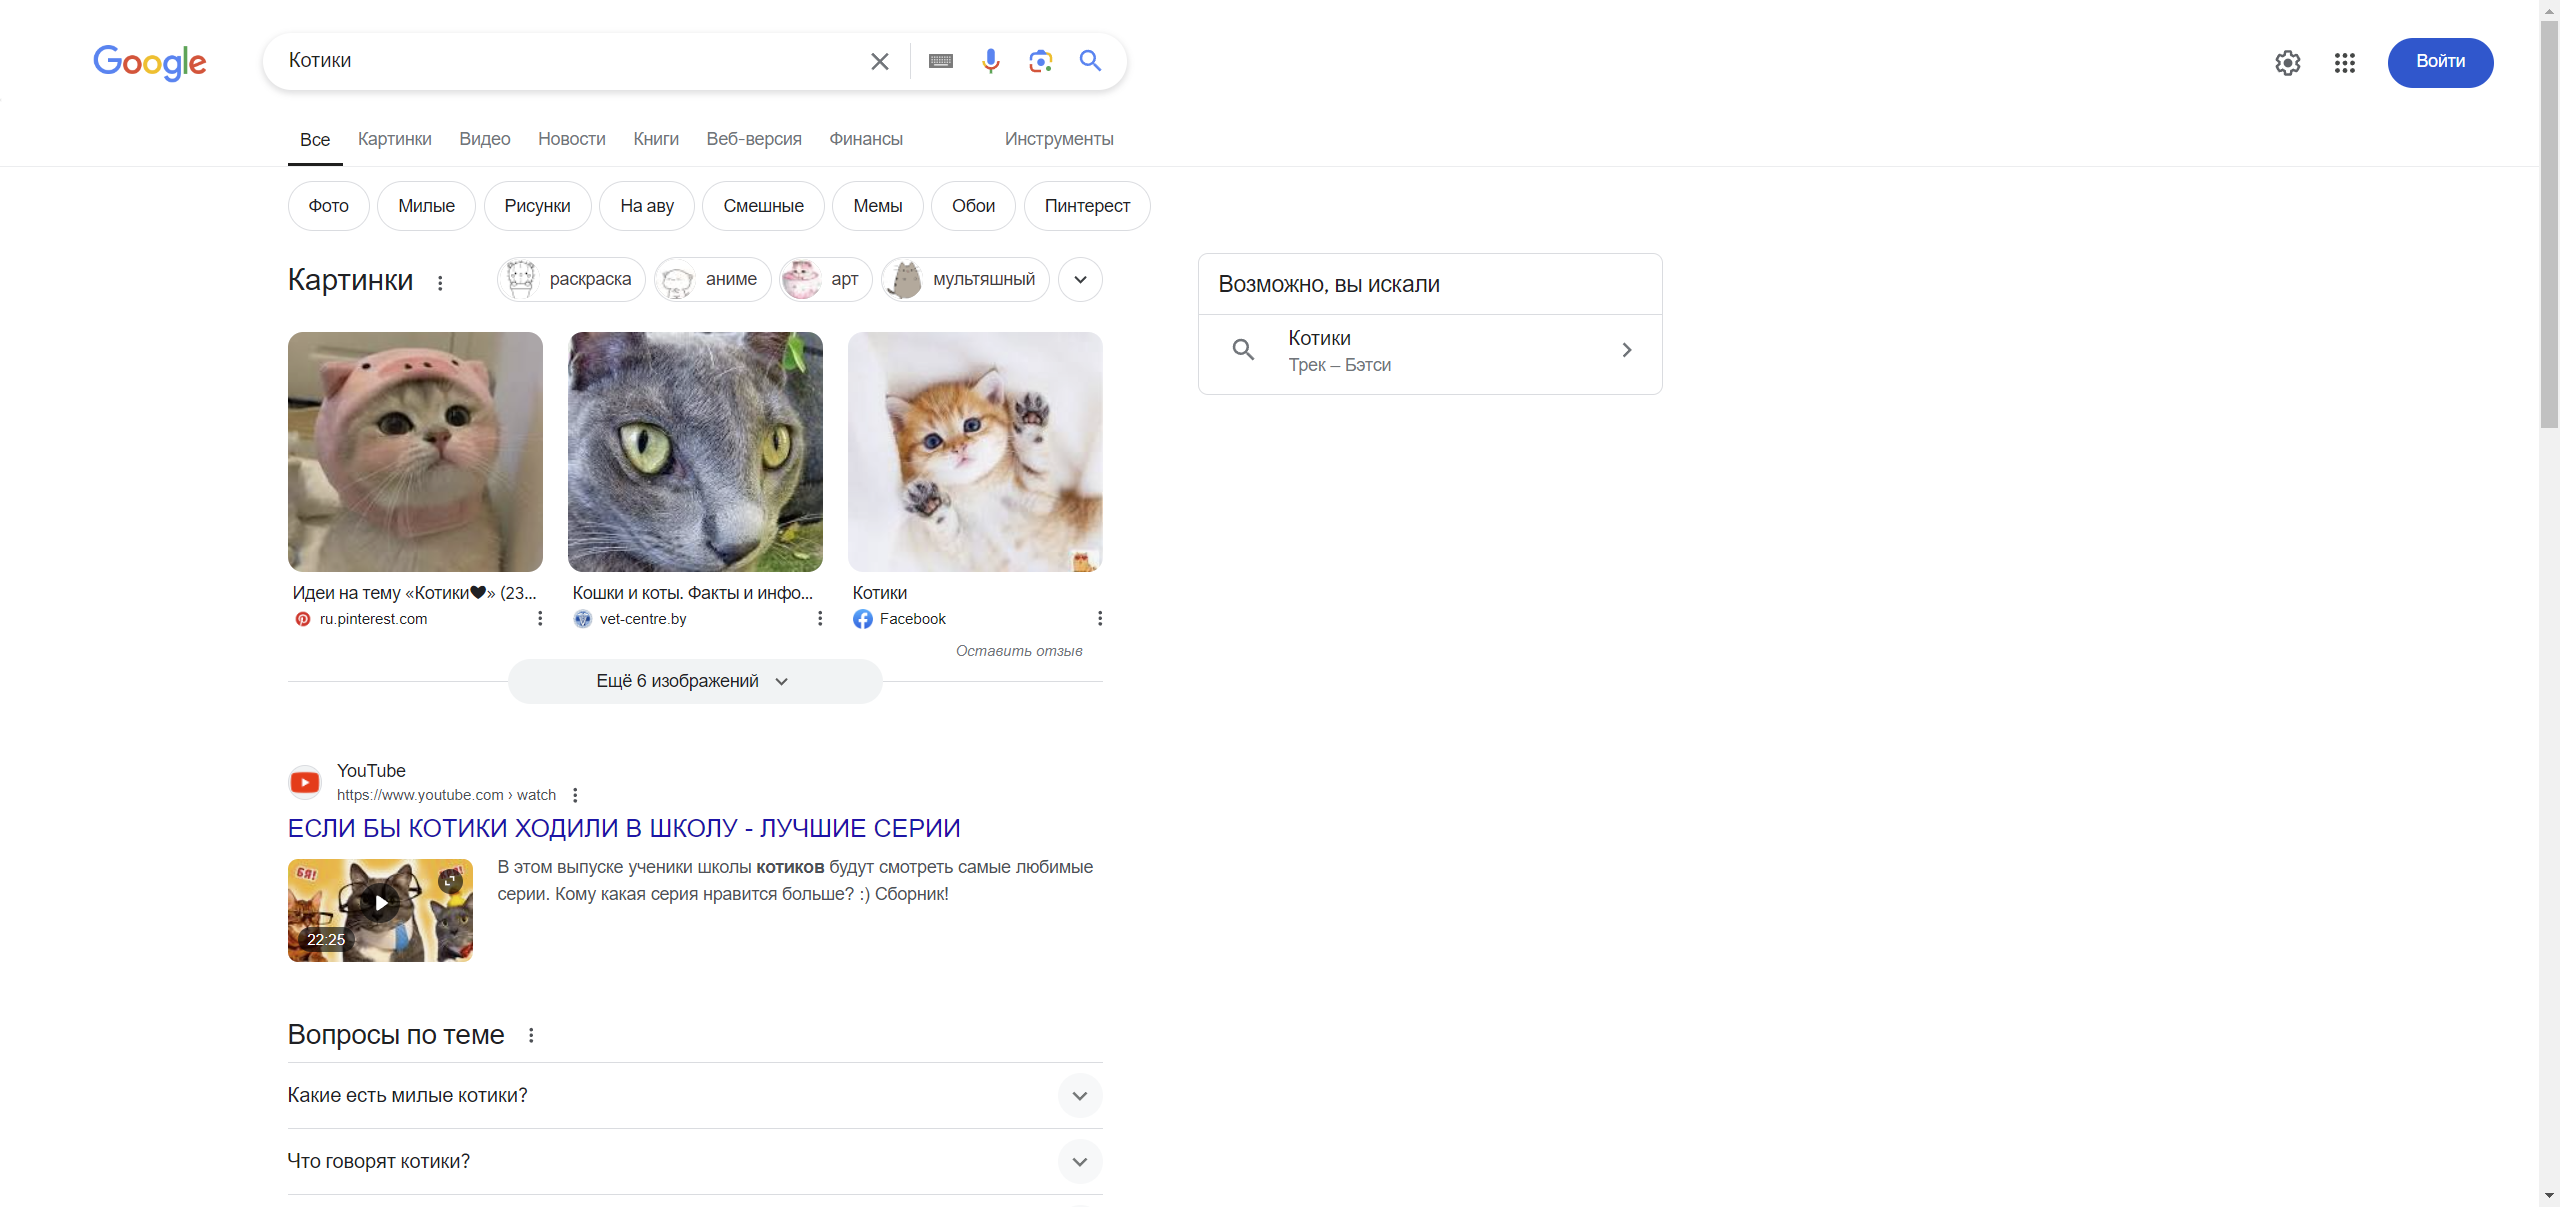 Google
Котики
Войти
Все
Картинки
Видео
Новости
Книги
Веб-версия
Финансы
Инструменты
Фото
Милые
Рисунки
На аву
Смешные
Мемы
Обои
Пинтерест
Картинки
раскраска
аниме
арт
мультяшный
Идеи на тему «Котики🖤» (23...
ru.pinterest.com
Кошки и коты. Факты и инфо...
vet-centre.by
Котики
Facebook
Оставить отзыв
Ещё 6 изображений
Возможно, вы искали
Котики
Трек – Бэтси
YouTube
https://www.youtube.com › watch
ЕСЛИ БЫ КОТИКИ ХОДИЛИ В ШКОЛУ - ЛУЧШИЕ СЕРИИ
БЯ!
22:25
В этом выпуске ученики школы котиков будут смотреть самые любимые
серии. Кому какая серия нравится больше? :) Сборник!
Вопросы по теме
Какие есть милые котики?
Что говорят котики?